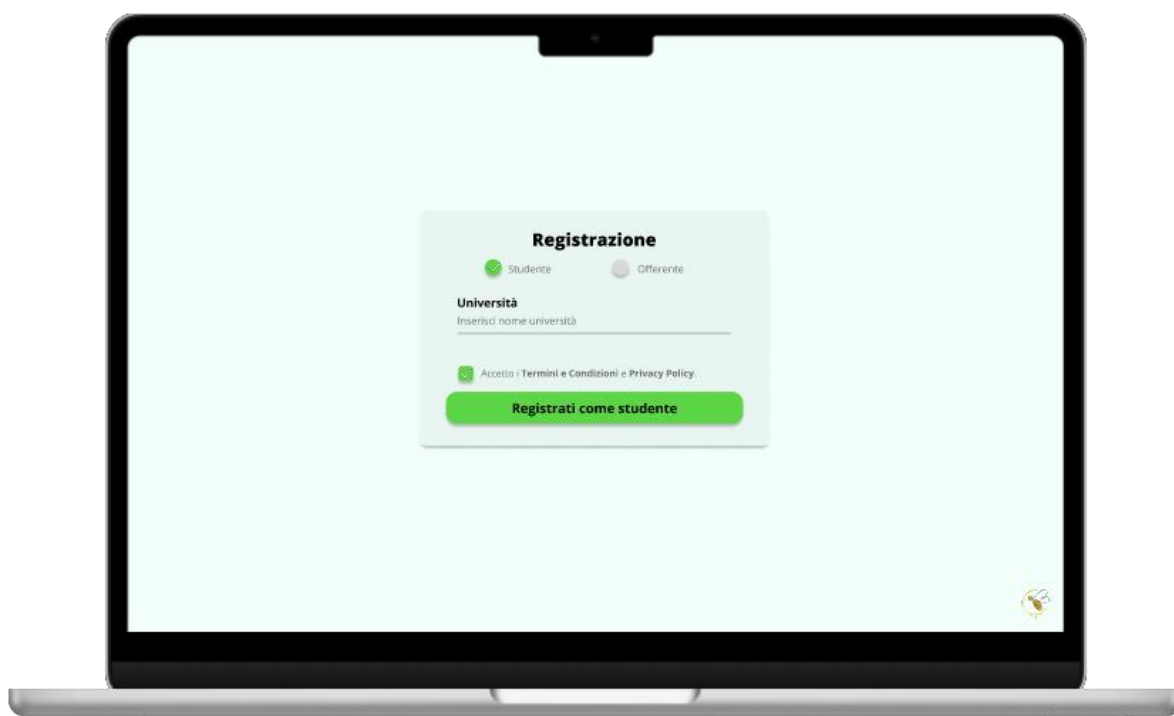 Registrazione
Studente Offerente
Università
Inserisci nome università
Accetto i Termini e Condizioni e Privacy Policy.
Registrati come studente